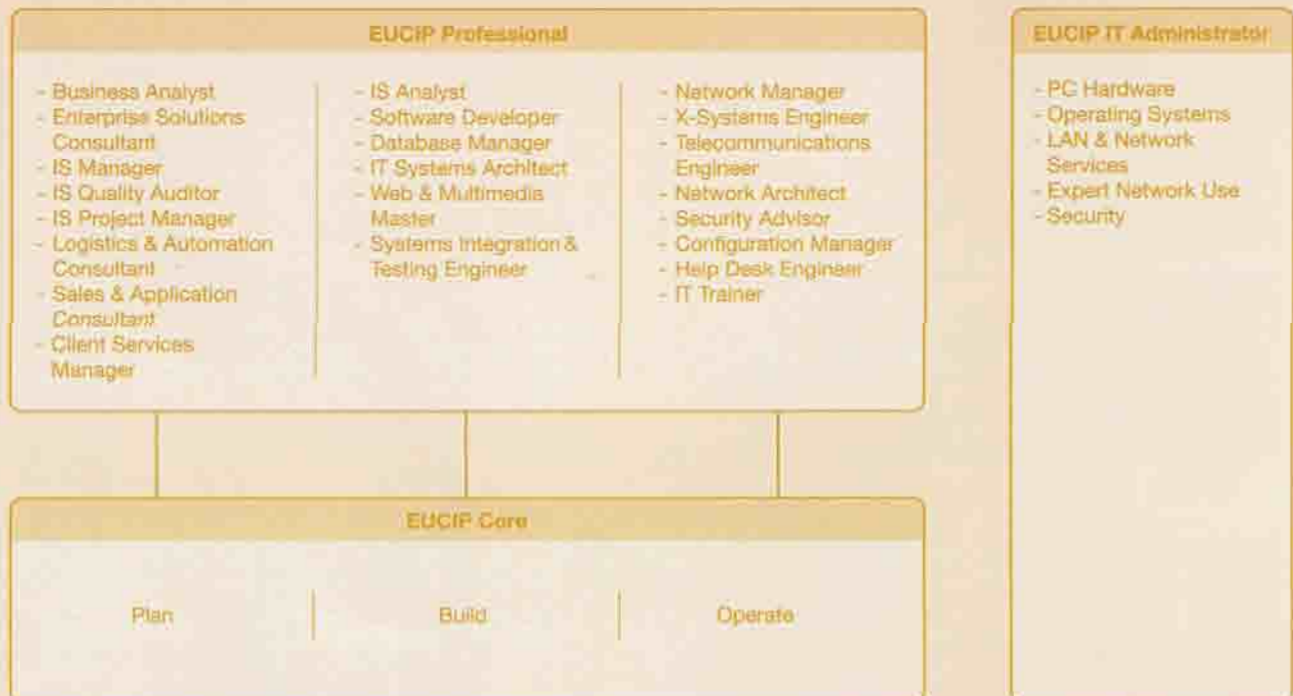 EUCIP Professional
- Business Analyst
- Enterprise Solutions
Consultant
- IS Manager
- IS Quality Auditor
- IS Project Manager
- Logistics & Automation
Consultant
- Sales & Application
Consultant
- Client Services
Manager
- IS Analyst
- Software Developer
- Database Manager
- IT Systems Architect
- Web & Multimedia
Master
- Systems Integration &
Testing Engineer
- Network Manager
- X-Systems Engineer
- Telecommunications
Engineer
- Network Architect
- Security Advisor
- Configuration Manager
- Help Desk Engineer
- IT Trainer
EUCIP IT Administrator
- PC Hardware
- Operating Systems
- LAN & Network
Services
- Expert Network Use
- Security
EUCIP Core
Plan
Build
Operate